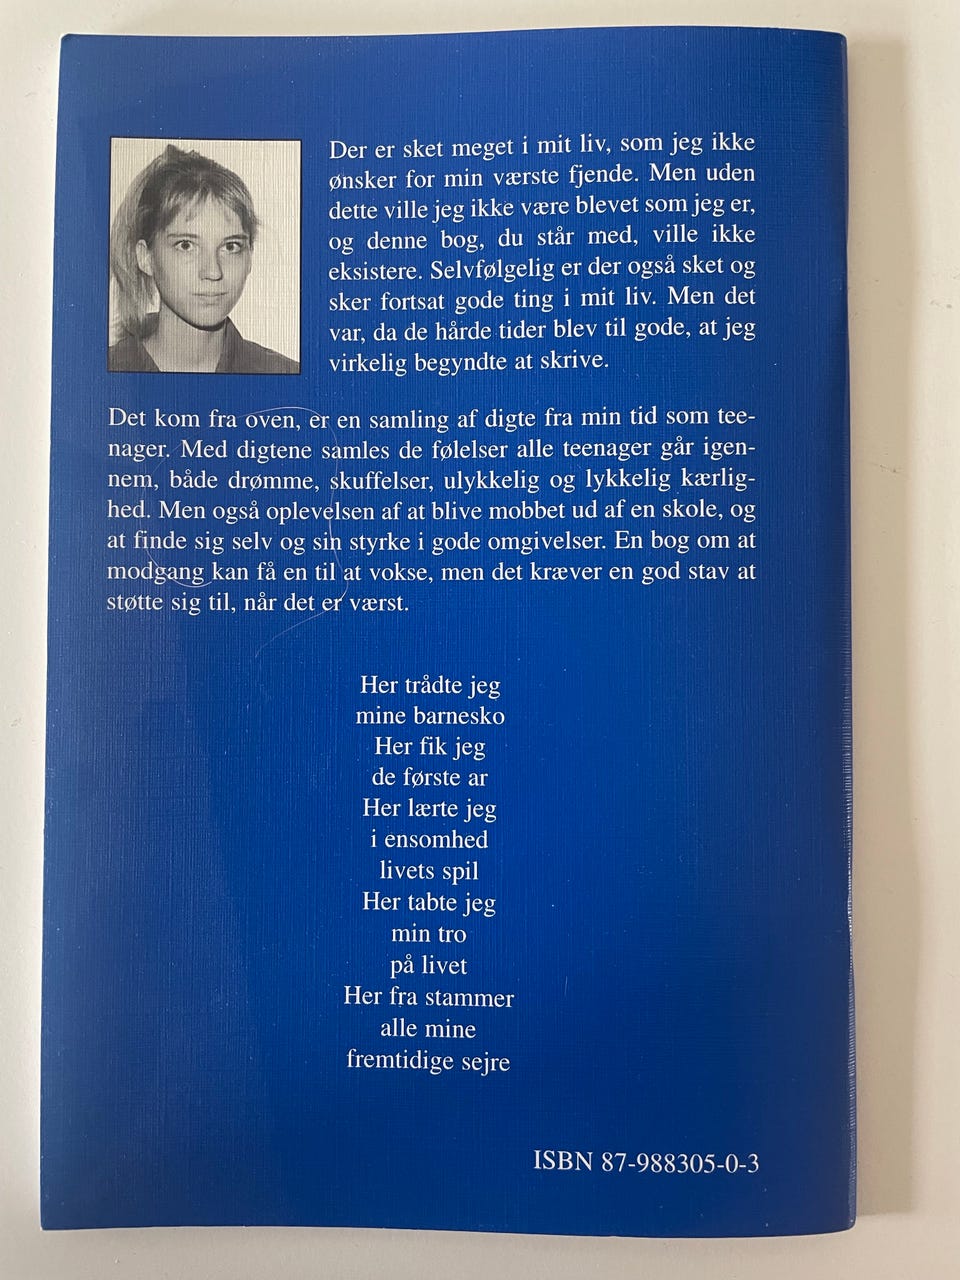 Der er sket meget i mit liv, som jeg ikke
ønsker for min værste fjende. Men uden
dette ville jeg ikke være blevet som jeg er,
og denne bog, du står med, ville ikke
eksistere. Selvfølgelig er der også sket og
sker fortsat gode ting i mit liv. Men det
var, da de hårde tider blev til gode, at jeg
virkelig begyndte at skrive.
Det kom fra oven, er en samling af digte fra min tid som tee-
nager. Med digtene samles de følelser alle teenager går igen-
nem, både drømme, skuffelser, ulykkelig og lykkelig kærlig-
hed. Men også oplevelsen af at blive mobbet ud af en skole, og
at finde sig selv og sin styrke i gode omgivelser. En bog om at
modgang kan få en til at vokse, men det kræver en god stav at
støtte sig til, når det er værst.
Her trådte jeg
mine barnesko
Her fik jeg
de første ar
Her lærte jeg
i ensomhed
livets spil
Her tabte jeg
min tro
på livet
Her fra stammer
alle mine
fremtidige sejre
ISBN 87-988305-0-3